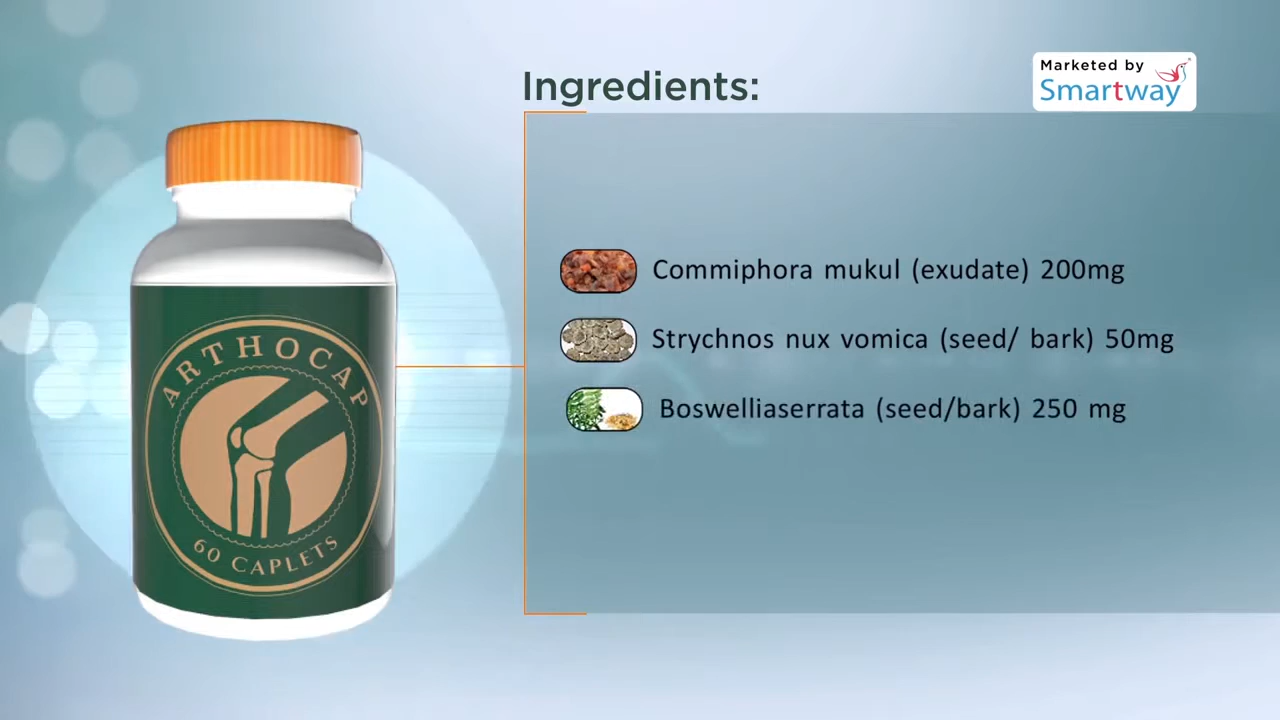 Ingredients:
Marketed by
Smartway
Commiphora mukul (exudate) 200mg
Strychnos nux vomica (seed/ bark) 50mg
Boswelliaserrata (seed/bark) 250 mg
ARTHOCAP
60 CAPLETS